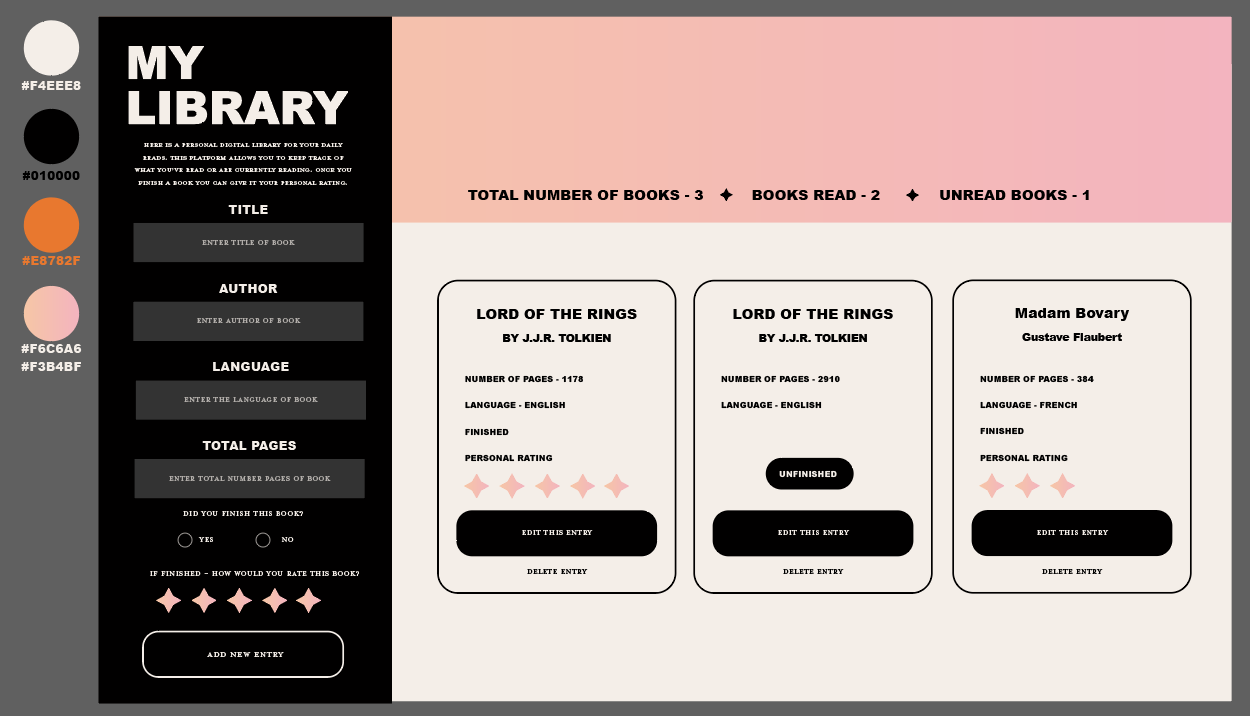 #F4EEE8
#010000
#E8782F
#F6C6A6
#F3B4BF
MY
LIBRARY
HERE IS A PERSONAL DIGITAL LIBRARY FOR YOUR DAILY
READS. THIS PLATFORM ALLOWS YOU TO KEEP TRACK OF
WHAT YOU'VE READ OR ARE CURRENTLY READING. ONCE YOU
FINISH A BOOK YOU CAN GIVE IT YOUR PERSONAL RATING.
TITLE
ENTER TITLE OF BOOK
AUTHOR
ENTER AUTHOR OF BOOK
LANGUAGE
ENTER THE LANGUAGE OF BOOK
TOTAL PAGES
ENTER TOTAL NUMBER PAGES OF BOOK
DID YOU FINISH THIS BOOK?
YES NO
IF FINISHED - HOW WOULD YOU RATE THIS BOOK?
ADD NEW ENTRY
TOTAL NUMBER OF BOOKS - 3 BOOKS READ - 2 UNREAD BOOKS - 1
LORD OF THE RINGS
BY J.J.R. TOLKIEN
NUMBER OF PAGES - 1178
LANGUAGE - ENGLISH
FINISHED
PERSONAL RATING
EDIT THIS ENTRY
DELETE ENTRY
LORD OF THE RINGS
BY J.J.R. TOLKIEN
NUMBER OF PAGES - 2910
LANGUAGE - ENGLISH
UNFINISHED
EDIT THIS ENTRY
DELETE ENTRY
Madam Bovary
Gustave Flaubert
NUMBER OF PAGES - 384
LANGUAGE - FRENCH
FINISHED
PERSONAL RATING
EDIT THIS ENTRY
DELETE ENTRY